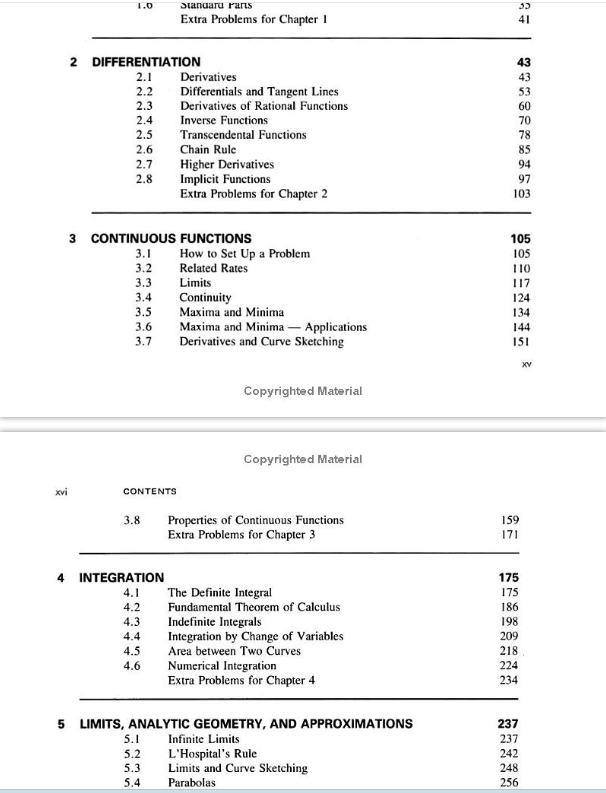 1.6 Standard Parts 35
Extra Problems for Chapter 1 41
2 DIFFERENTIATION 43
2.1 Derivatives 43
2.2 Differentials and Tangent Lines 53
2.3 Derivatives of Rational Functions 60
2.4 Inverse Functions 70
2.5 Transcendental Functions 78
2.6 Chain Rule 85
2.7 Higher Derivatives 94
2.8 Implicit Functions 97
Extra Problems for Chapter 2 103
3 CONTINUOUS FUNCTIONS 105
3.1 How to Set Up a Problem 105
3.2 Related Rates 110
3.3 Limits 117
3.4 Continuity 124
3.5 Maxima and Minima 134
3.6 Maxima and Minima — Applications 144
3.7 Derivatives and Curve Sketching 151
xv
Copyrighted Material
Copyrighted Material
xvi CONTENTS
3.8 Properties of Continuous Functions 159
Extra Problems for Chapter 3 171
4 INTEGRATION 175
4.1 The Definite Integral 175
4.2 Fundamental Theorem of Calculus 186
4.3 Indefinite Integrals 198
4.4 Integration by Change of Variables 209
4.5 Area between Two Curves 218
4.6 Numerical Integration 224
Extra Problems for Chapter 4 234
5 LIMITS, ANALYTIC GEOMETRY, AND APPROXIMATIONS 237
5.1 Infinite Limits 237
5.2 L'Hospital's Rule 242
5.3 Limits and Curve Sketching 248
5.4 Parabolas 256